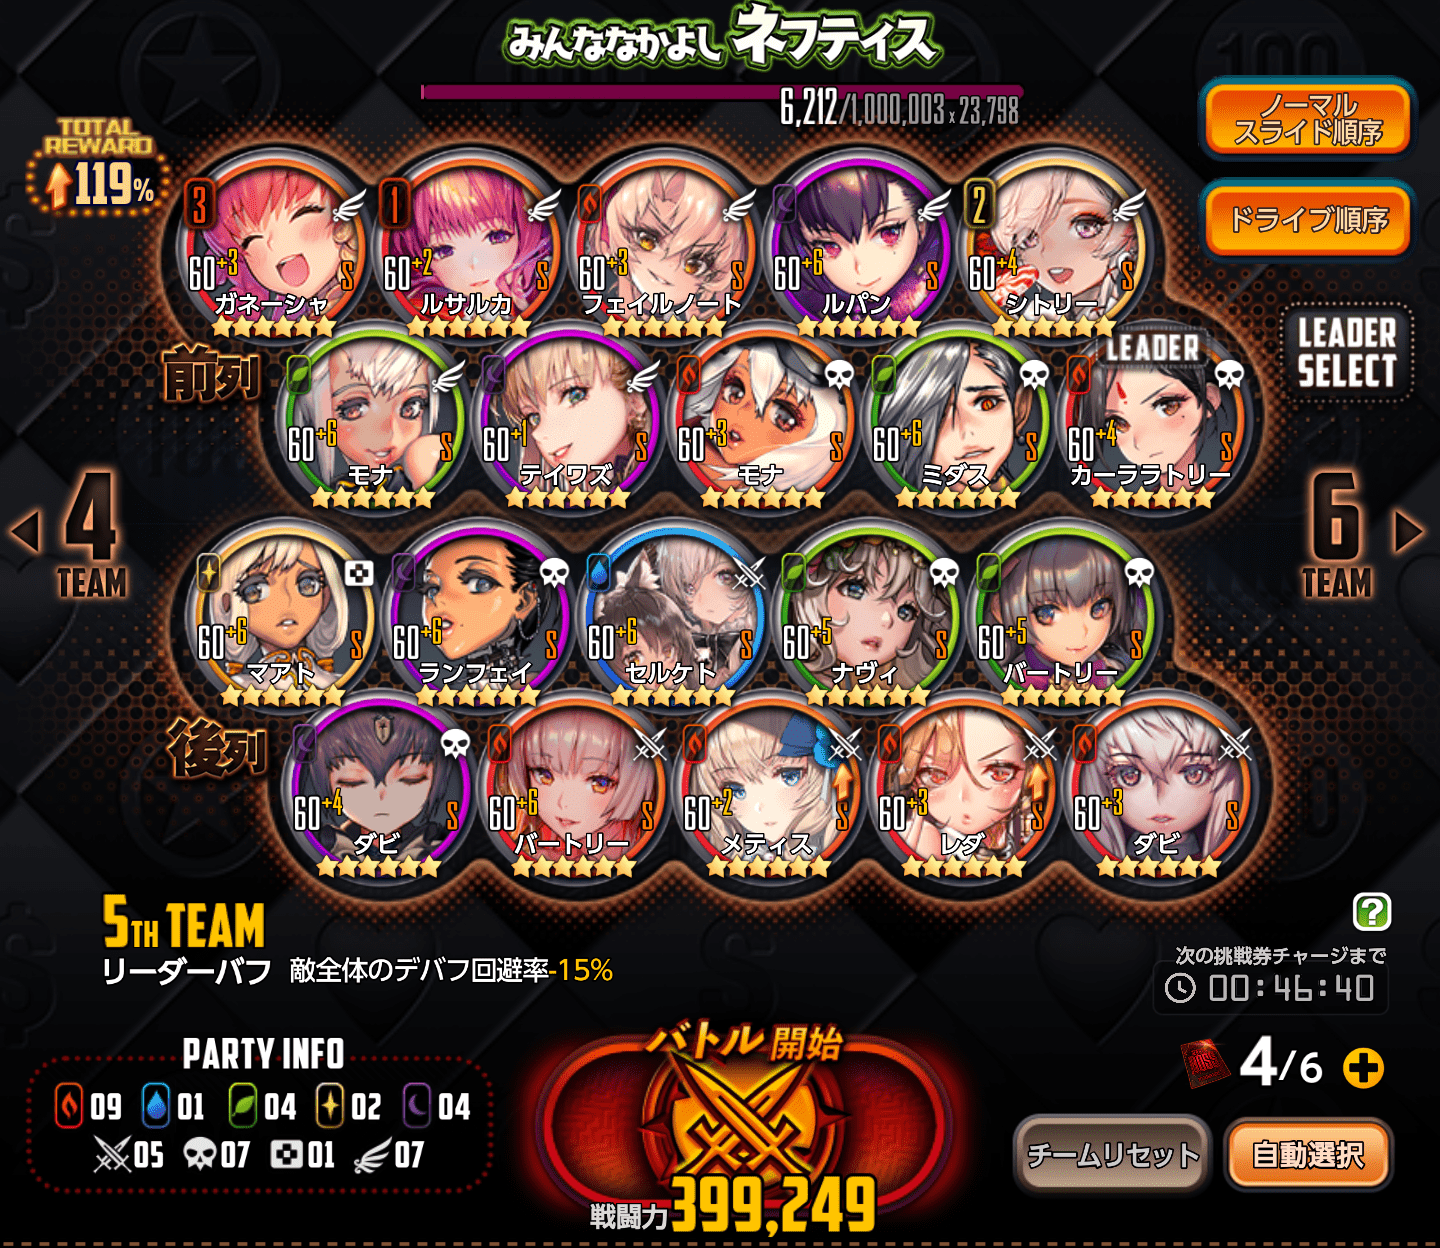 みんななかよしネフティス
6,212/1,000,003 x 23,798
TOTAL
REWARD
119%
ノーマル
スライド順序
ドライブ順序
3 60+3 S ガネーシャ
1 60+2 S ルサルカ
60+3 S フェイルノート
60+6 S ルパン
2 60+4 S シトリー
前列
LEADER
LEADER
SELECT
60+6 S モナ
60+1 S テイワズ
60+3 S モナ
60+6 S ミダス
60+4 S カーララトリー
4
TEAM
6
TEAM
60+6 S マアト
60+6 S ランフェイ
60+6 S セルケト
60+5 S ナヴィ
60+5 S バートリー
後列
60+4 S ダビ
60+6 S バートリー
60+2 S メティス
60+3 S レダ
60+3 S ダビ
5TH TEAM
リーダーバフ 敵全体のデバフ回避率-15%
?
次の挑戦券チャージまで
00:46:40
PARTY INFO
09 01 04 02 04
05 07 01 07
バトル開始
戦闘力399,249
BOSS
4/6
チームリセット
自動選択